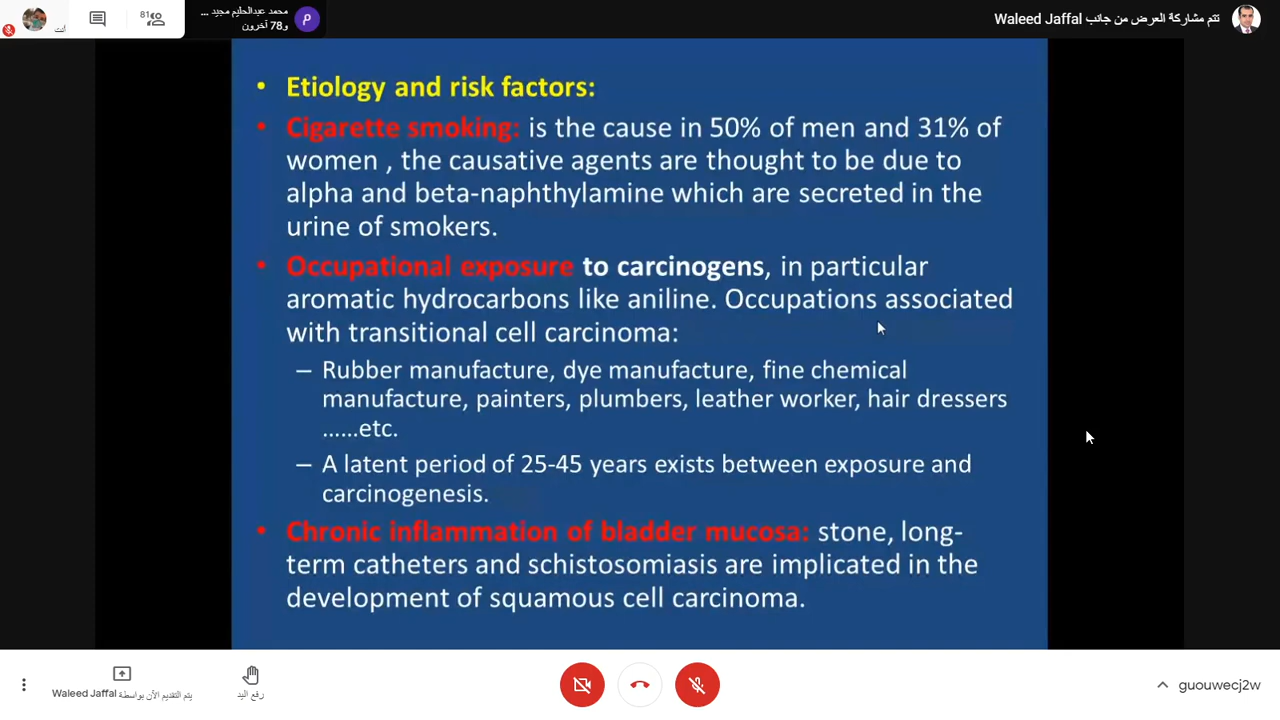 81
أنت
محمد عبدالحليم مجيد ...
و78 آخرون
م
تتم مشاركة العرض من جانب Waleed Jaffal
• Etiology and risk factors:
• Cigarette smoking: is the cause in 50% of men and 31% of
women , the causative agents are thought to be due to
alpha and beta-naphthylamine which are secreted in the
urine of smokers.
• Occupational exposure to carcinogens, in particular
aromatic hydrocarbons like aniline. Occupations associated
with transitional cell carcinoma:
– Rubber manufacture, dye manufacture, fine chemical
manufacture, painters, plumbers, leather worker, hair dressers
......etc.
– A latent period of 25-45 years exists between exposure and
carcinogenesis.
• Chronic inflammation of bladder mucosa: stone, long-
term catheters and schistosomiasis are implicated in the
development of squamous cell carcinoma.
يتم التقديم الآن بواسطة Waleed Jaffal
رفع اليد
guouwecj2w